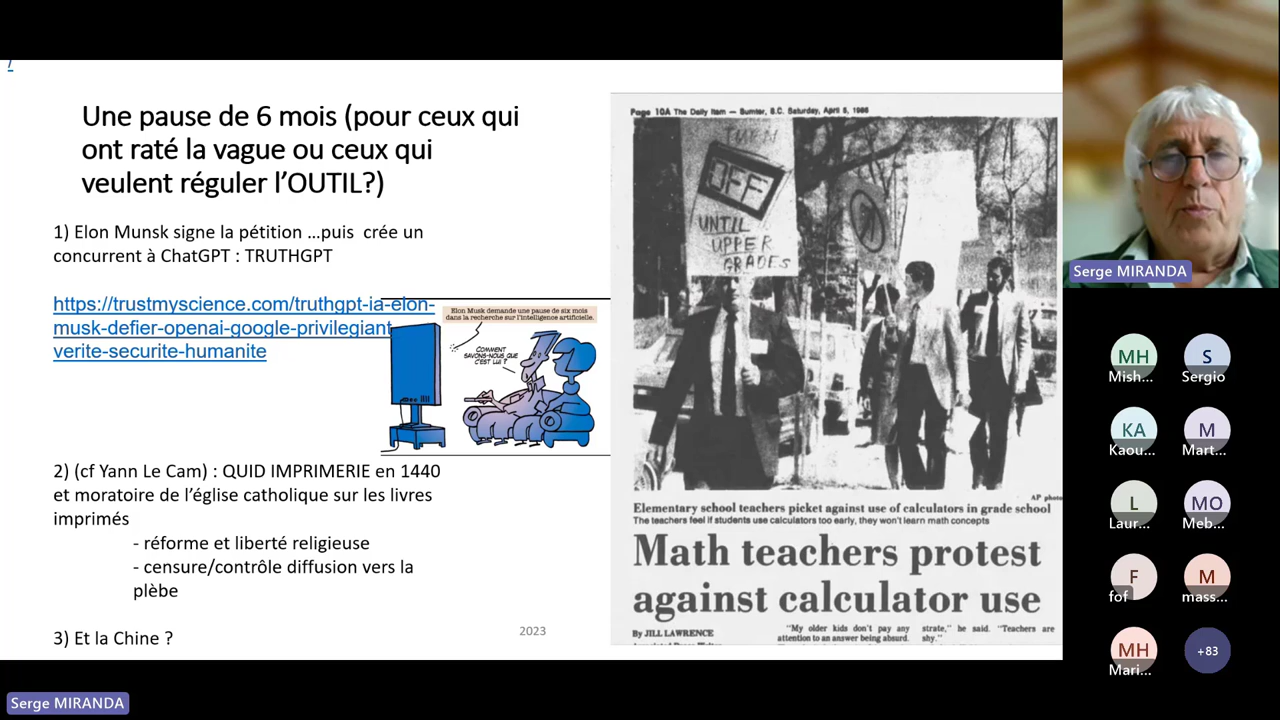 Une pause de 6 mois (pour ceux qui
ont raté la vague ou ceux qui
veulent réguler l’OUTIL?)
1) Elon Munsk signe la pétition ...puis crée un
concurrent à ChatGPT : TRUTHGPT
https://trustmyscience.com/truthgpt-ia-elon-
musk-defier-openai-google-privilegiant
verite-securite-humanite
Elon Musk demande une pause de six mois
dans la recherche sur l'intelligence artificielle.
COMMENT
SAVONS-NOUS QUE
C'EST LUI ?
2) (cf Yann Le Cam) : QUID IMPRIMERIE en 1440
et moratoire de l’église catholique sur les livres
imprimés
- réforme et liberté religieuse
- censure/contrôle diffusion vers la
plèbe
3) Et la Chine ?
2023
Page 10A The Daily Item — Sumter, S.C. Saturday, April 5, 1986
TURN
OFF
UNTIL
UPPER
GRADES
AP photo
Elementary school teachers picket against use of calculators in grade school
The teachers feel if students use calculators too early, they won't learn math concepts
Math teachers protest
against calculator use
By JILL LAWRENCE
"My older kids don't pay any
attention to an answer being absurd.
strate," he said. "Teachers are
shy."
Serge MIRANDA
MH
Mish...
S
Sergio
KA
Kaou...
M
Mart...
L
Laur...
MO
Meb...
F
fof
M
mass...
MH
Mari...
+83
Serge MIRANDA